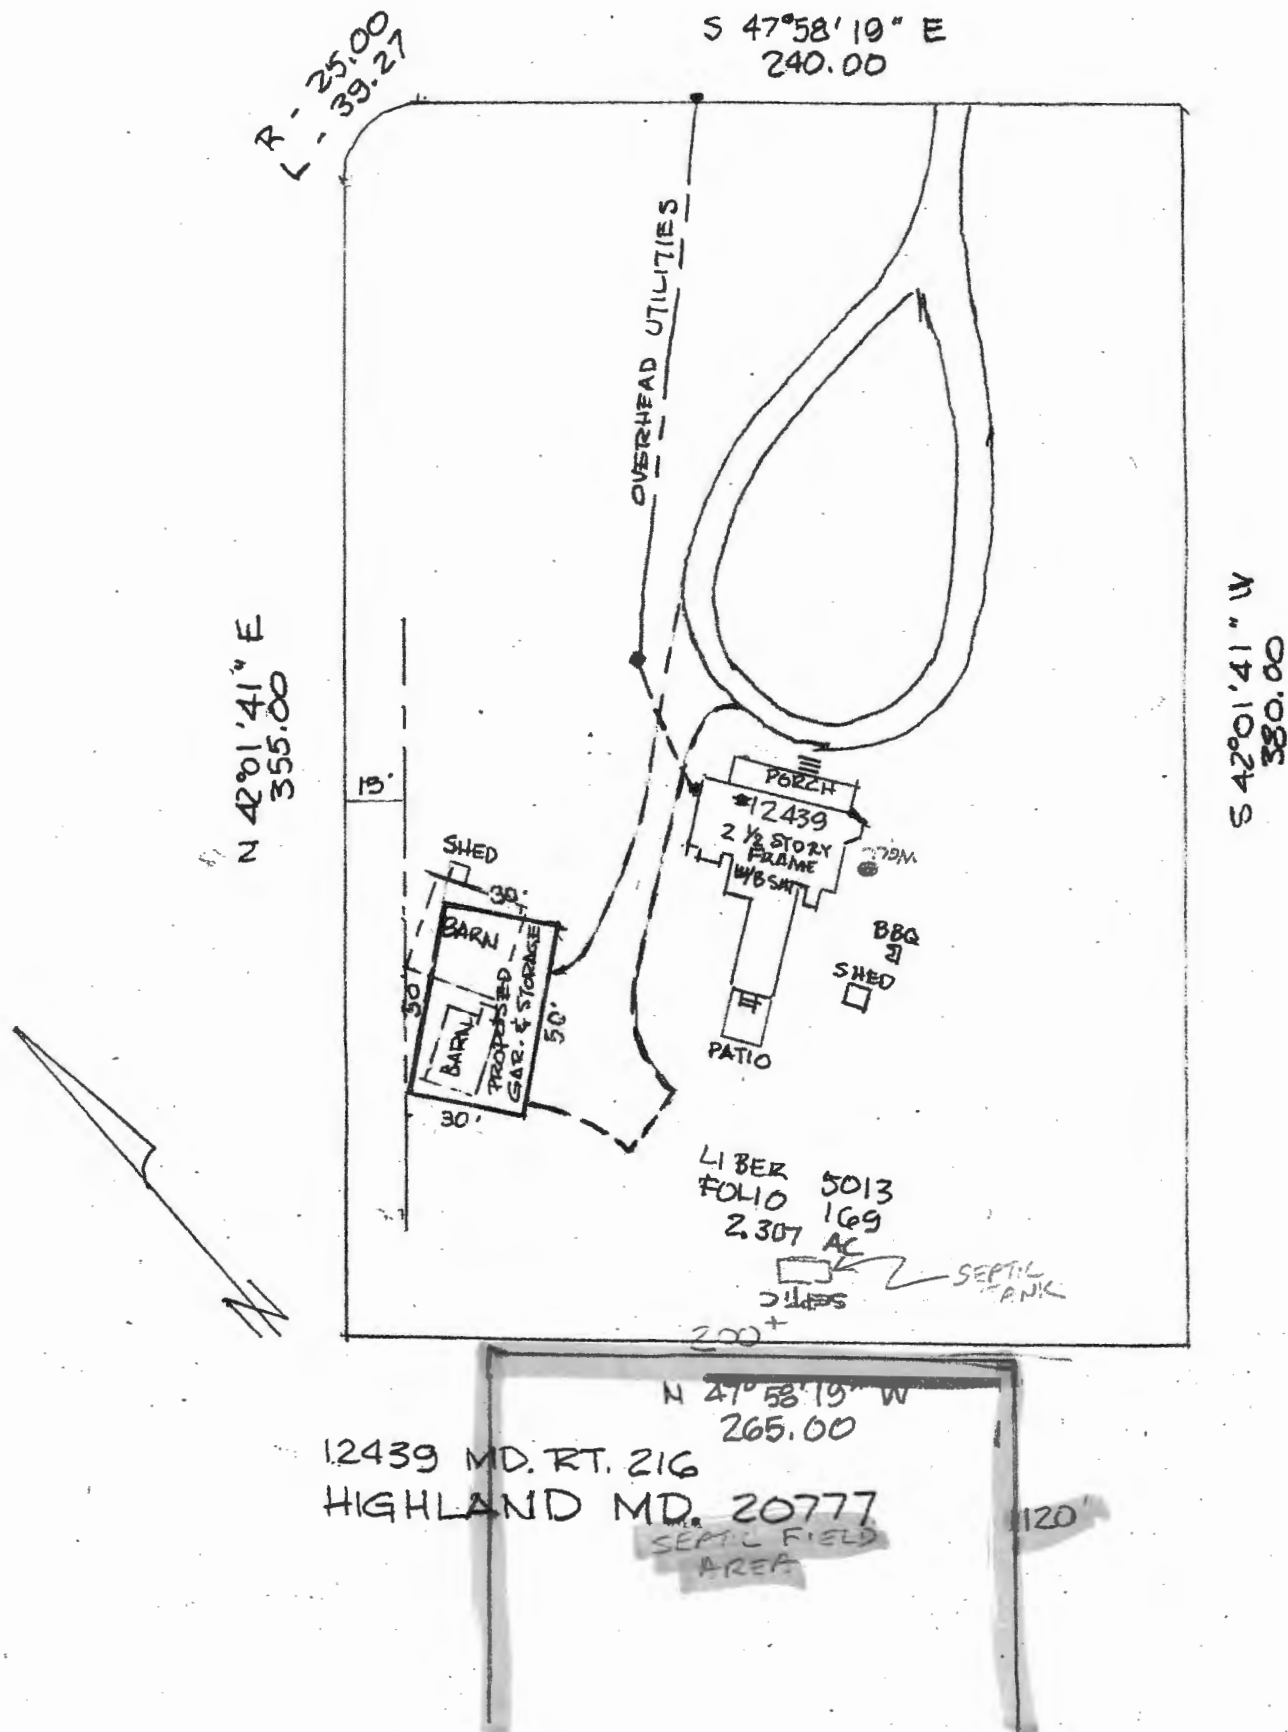 S 47°58'19" E
240.00
R - 25.00
L - 39.27
OVERHEAD UTILITIES
N 42°01'41" E
355.00
S 42°01'41" W
380.00
PORCH
#12439
2 1/2 STORY
FRAME
W/BSMT
WELL
BBQ
SHED
PATIO
SHED
30'
BARN
BARN
PROPOSED
GAR. & STORAGE
50'
50'
30'
LIBER 5013
FOLIO 169
2.307 AC
SEPTIC
TANK
SEPTIC
200+
N 47°58'19" W
265.00
12439 MD. RT. 216
HIGHLAND MD. 20777
SEPTIC FIELD
AREA
120'
N